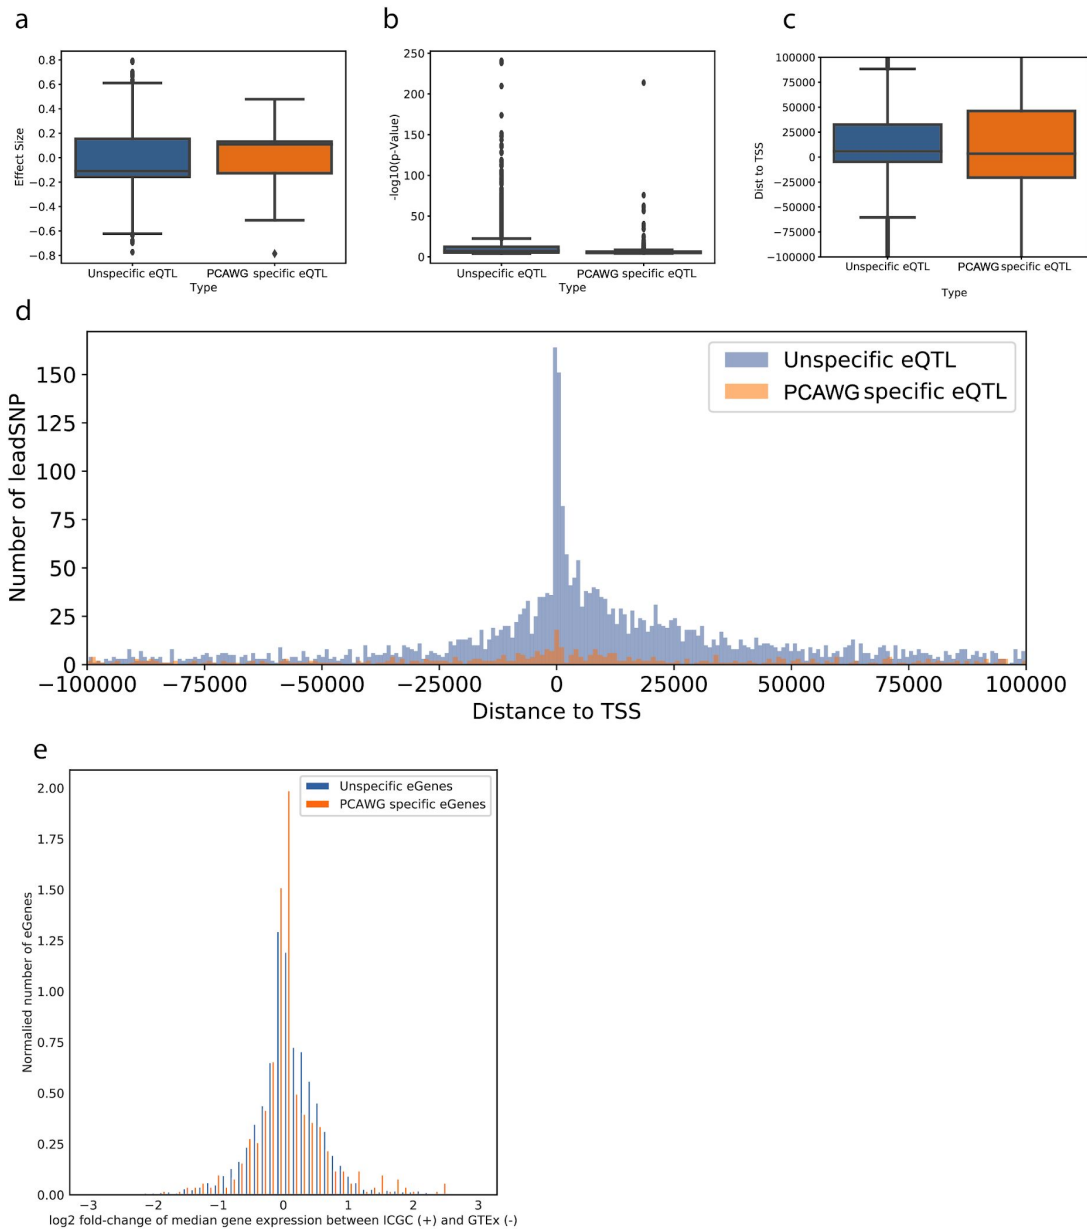 a
b
c
0.8
0.6
0.4
0.2
0.0
−0.2
−0.4
−0.6
−0.8
Effect Size
Unspecific eQTL
PCAWG specific eQTL
Type
250
200
150
100
50
0
-log10(p-Value)
Unspecific eQTL
PCAWG specific eQTL
Type
100000
75000
50000
25000
0
−25000
−50000
−75000
−100000
Dist to TSS
Unspecific eQTL
PCAWG specific eQTL
Type
d
Unspecific eQTL
PCAWG specific eQTL
150
125
100
75
50
25
0
Number of leadSNP
−100000 −75000 −50000 −25000 0 25000 50000 75000 100000
Distance to TSS
e
Unspecific eGenes
PCAWG specific eGenes
2.00
1.75
1.50
1.25
1.00
0.75
0.50
0.25
0.00
Normalied number of eGenes
−3 −2 −1 0 1 2 3
log2 fold-change of median gene expression between ICGC (+) and GTEx (-)